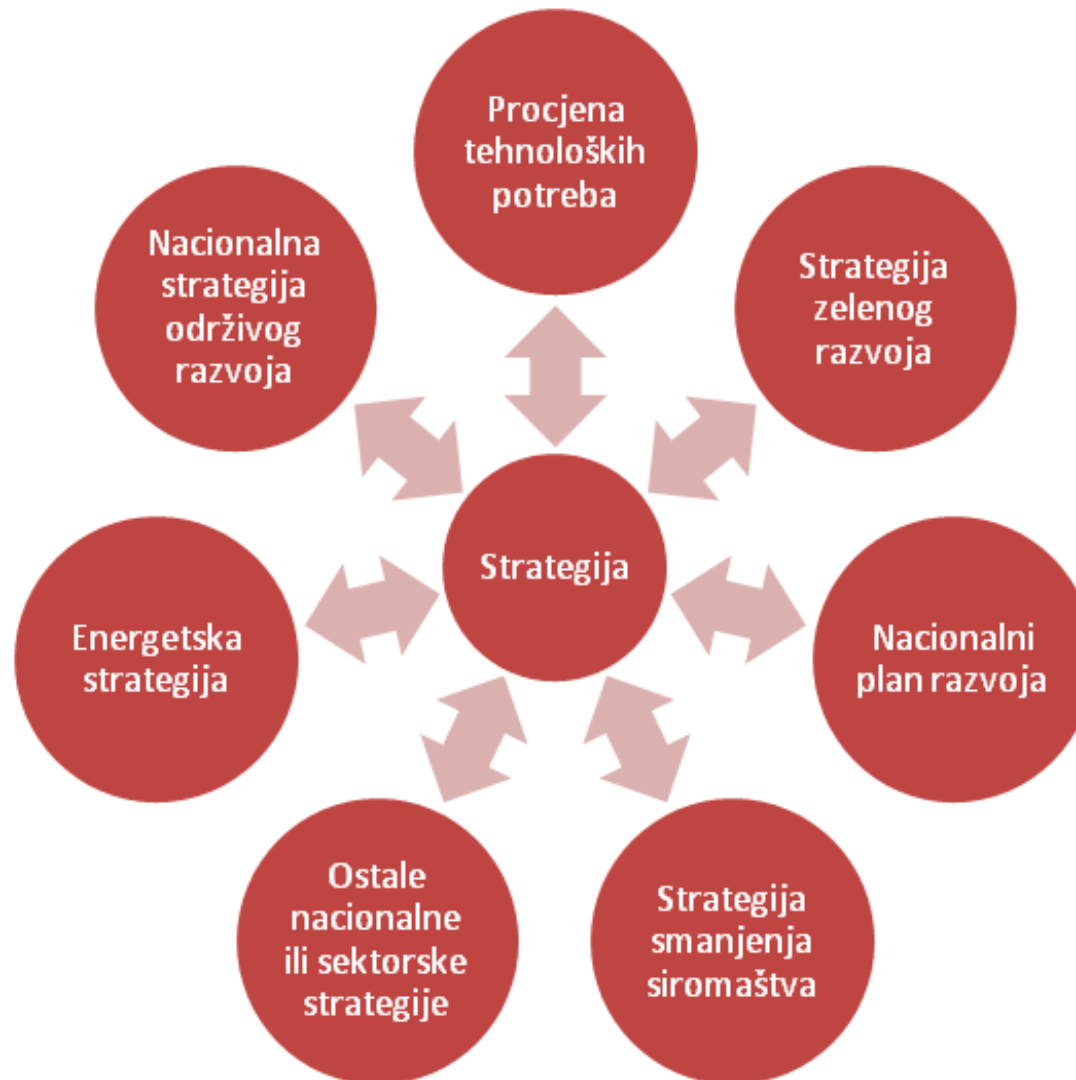 Procjena
tehnoloških
potreba
Strategija
zelenog
razvoja
Nacionalni
plan razvoja
Strategija
smanjenja
siromaštva
Ostale
nacionalne
ili sektorske
strategije
Energetska
strategija
Nacionalna
strategija
održivog
razvoja
Strategija